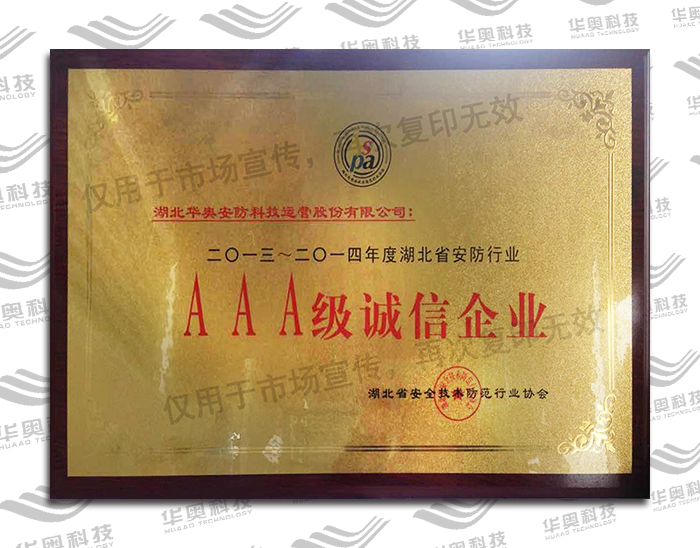 spa
湖北华奥安防科技运营股份有限公司：
二〇一三～二〇一四年度湖北省安防行业
AAA级诚信企业
湖北省安全技术防范行业协会
仅用于市场宣传，再次复印无效
仅用于市场宣传，再次复印无效
华奥科技
HUAAO TECHNOLOGY